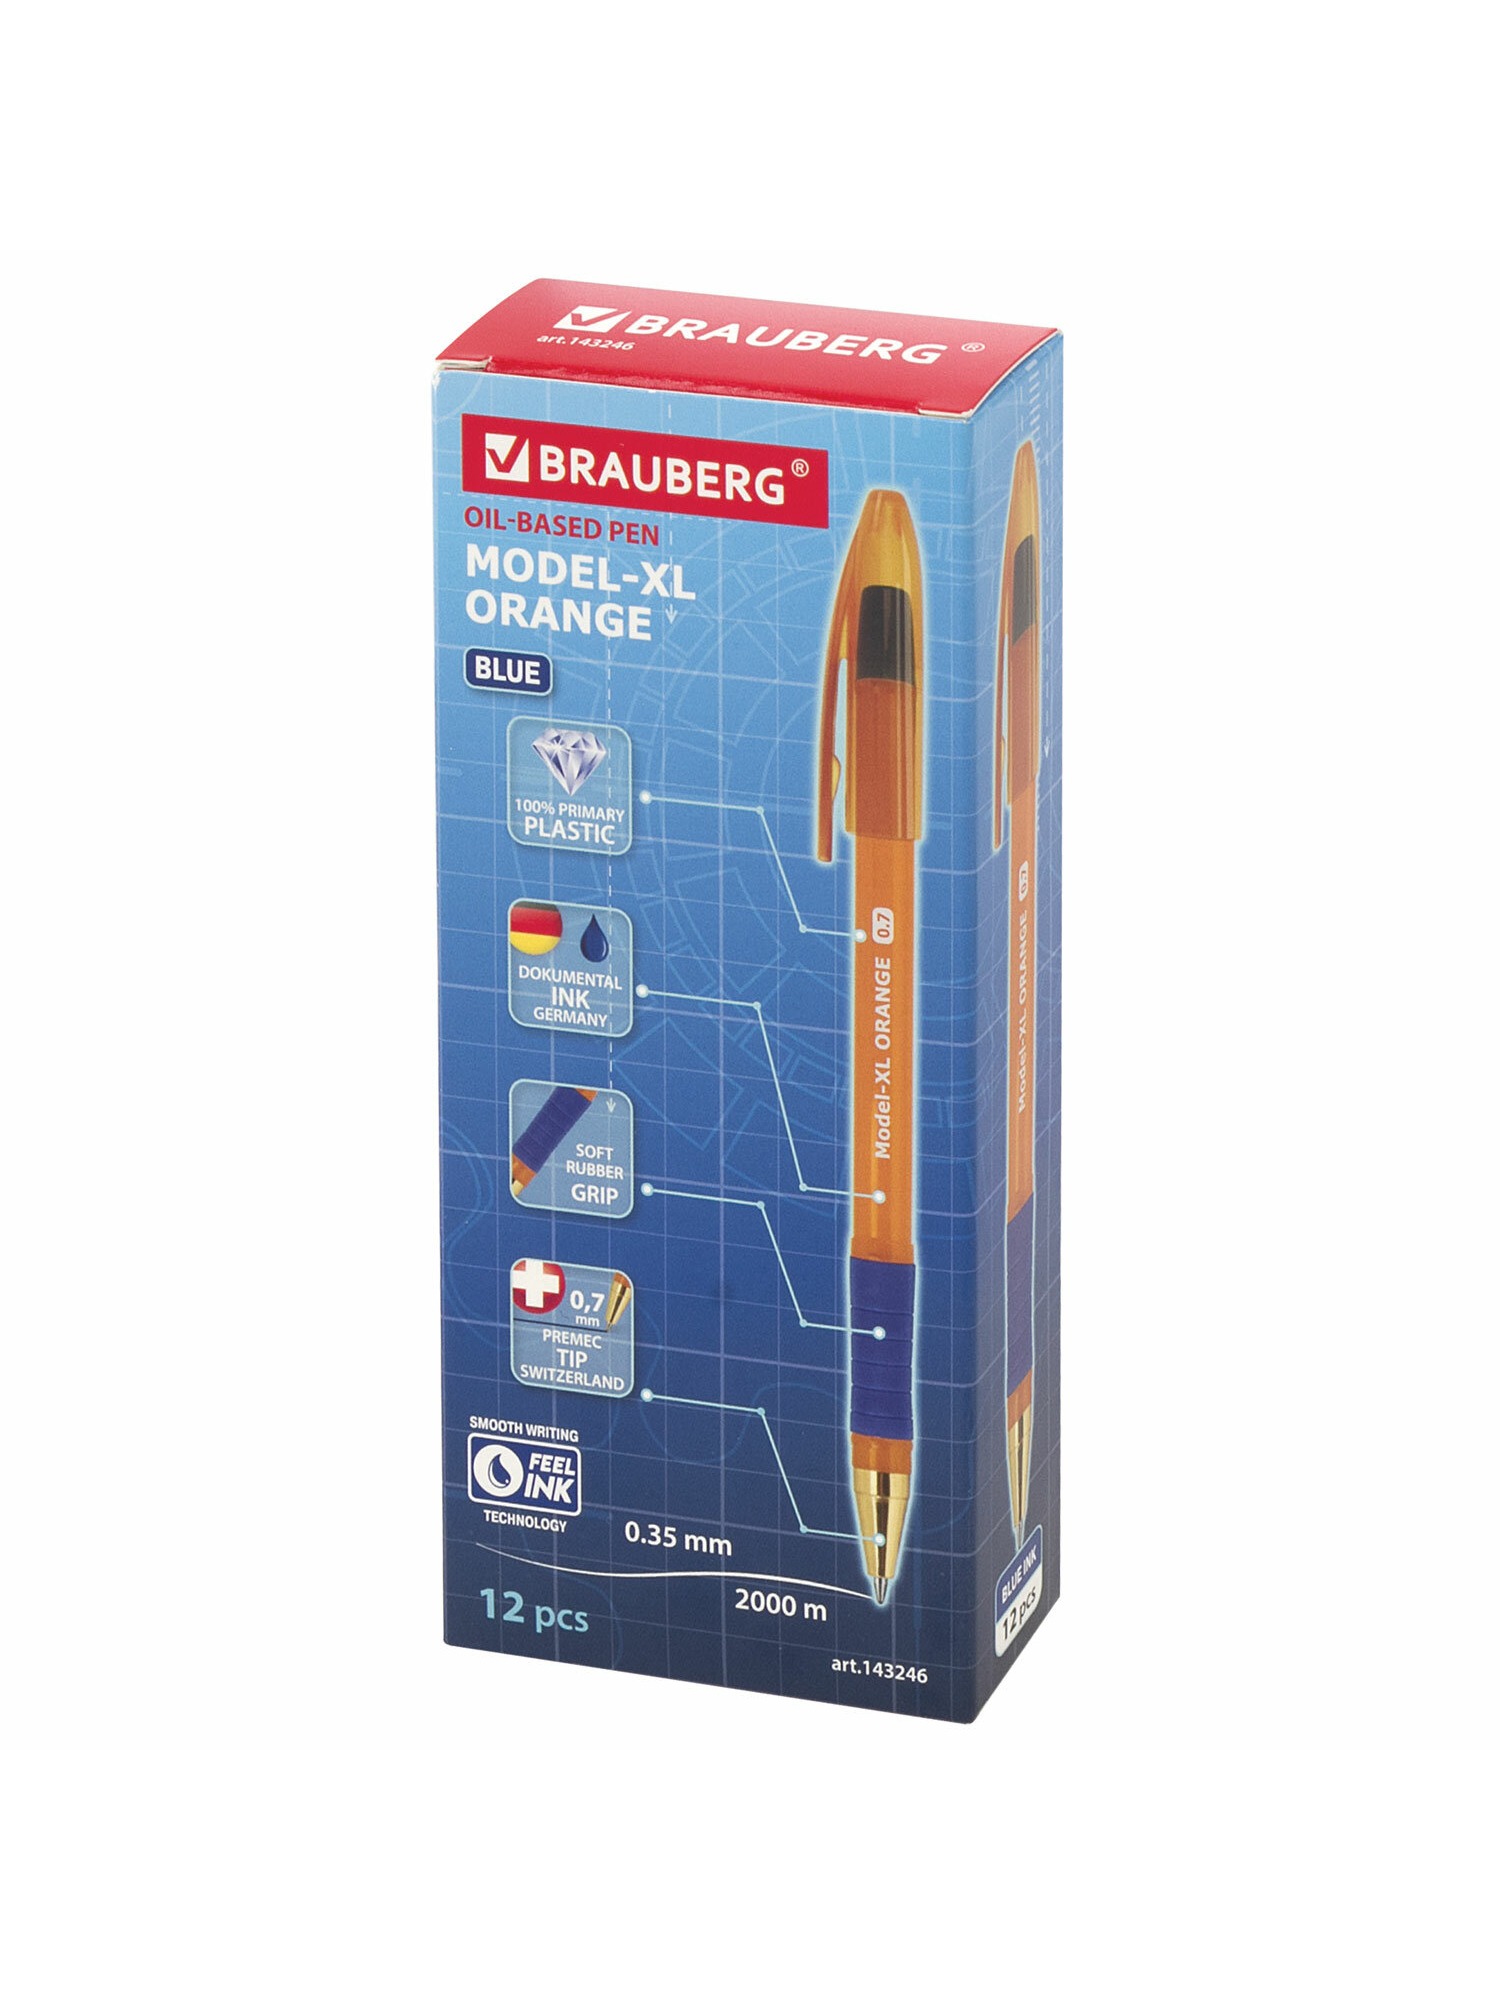 BRAUBERG ®
art.143246
BRAUBERG®
OIL-BASED PEN
MODEL-XL
ORANGE
BLUE
100% PRIMARY
PLASTIC
DOKUMENTAL
INK
GERMANY
SOFT
RUBBER
GRIP
0,7
mm
PREMEC
TIP
SWITZERLAND
SMOOTH WRITING
FEEL
INK
TECHNOLOGY
0.35 mm
2000 m
12 pcs
art.143246
Model-XL ORANGE 0.7
Model-XL ORANGE 0.7
BLUE INK
12 pcs